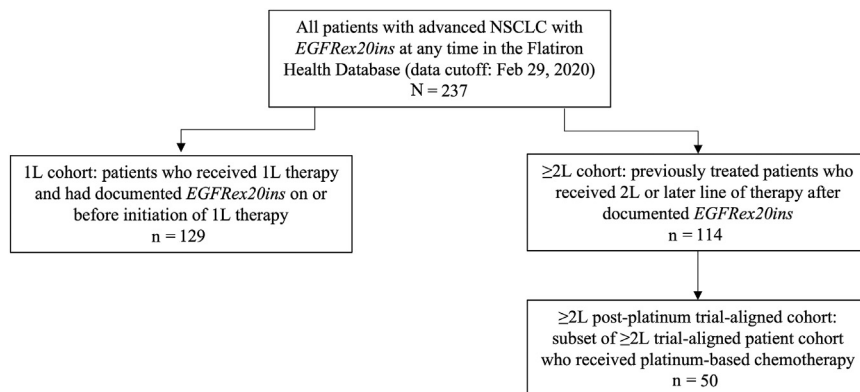 All patients with advanced NSCLC with
EGFRex20ins at any time in the Flatiron
Health Database (data cutoff: Feb 29, 2020)
N = 237
1L cohort: patients who received 1L therapy
and had documented EGFRex20ins on or
before initiation of 1L therapy
n = 129
≥2L cohort: previously treated patients who
received 2L or later line of therapy after
documented EGFRex20ins
n = 114
≥2L post-platinum trial-aligned cohort:
subset of ≥2L trial-aligned patient cohort
who received platinum-based chemotherapy
n = 50